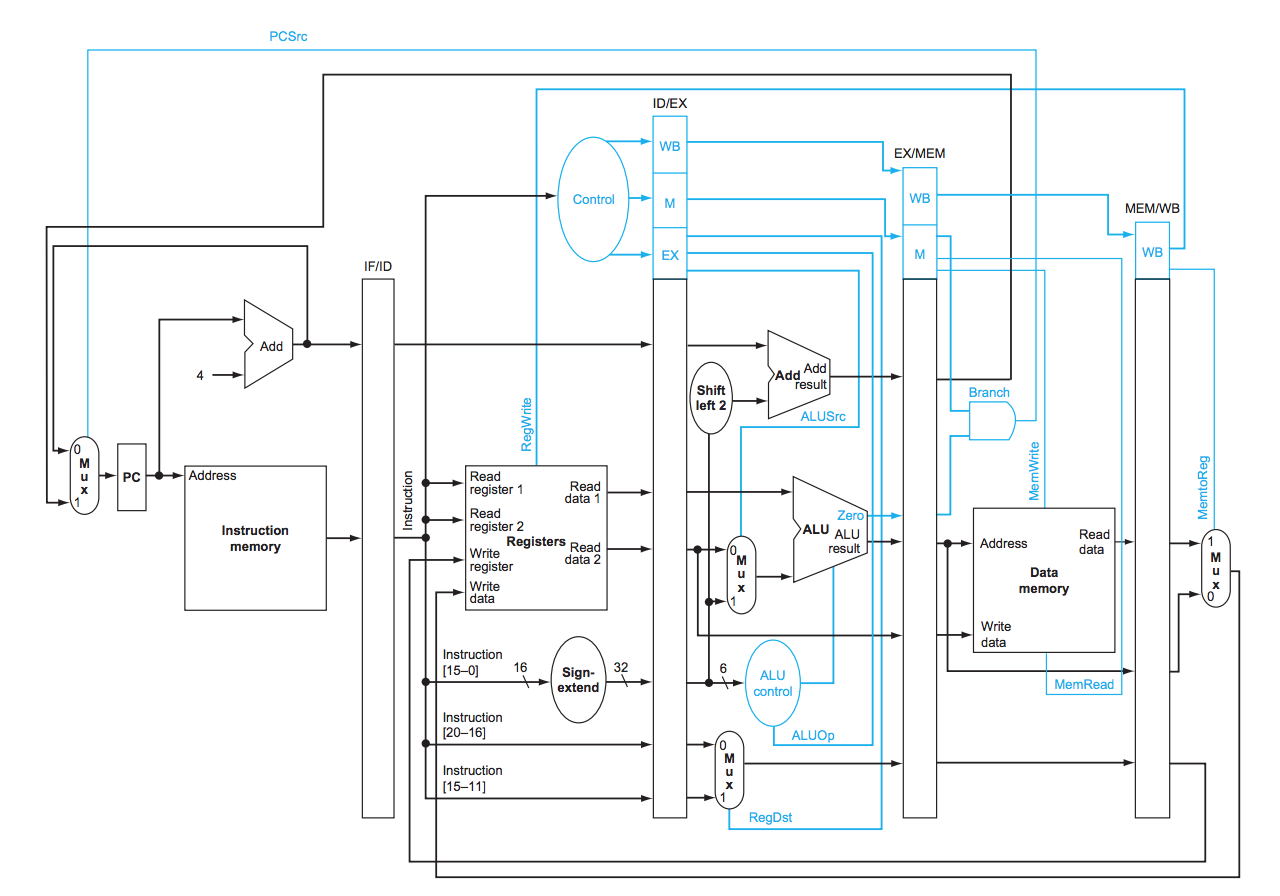 PCSrc
ID/EX
WB
EX/MEM
Control
M
WB
MEM/WB
EX
M
WB
IF/ID
Add
4
Add
Add
result
Shift
left 2
ALUSrc
Branch
RegWrite
MemWrite
MemtoReg
0
M
u
x
1
PC
Address
Instruction
memory
Instruction
Read
register 1
Read
register 2
Write
register
Write
data
Registers
Read
data 1
Read
data 2
0
M
u
x
1
ALU
Zero
ALU
result
Address
Read
data
Data
memory
Write
data
1
M
u
x
0
Instruction
[15–0]
16
Sign-
extend
32
6
ALU
control
MemRead
Instruction
[20–16]
ALUOp
Instruction
[15–11]
0
M
u
x
1
RegDst